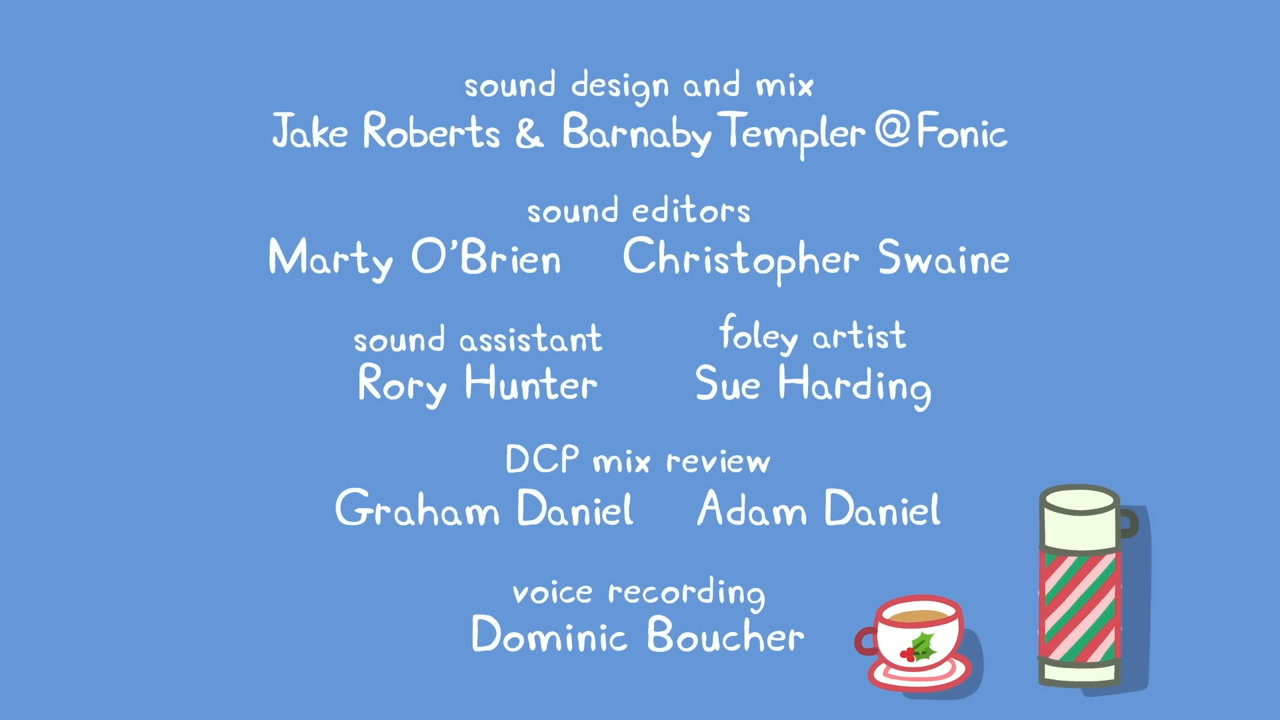 sound design and mix
Jake Roberts & Barnaby Templer @Fonic
sound editors
Marty O'Brien Christopher Swaine
sound assistant foley artist
Rory Hunter Sue Harding
DCP mix review
Graham Daniel Adam Daniel
voice recording
Dominic Boucher